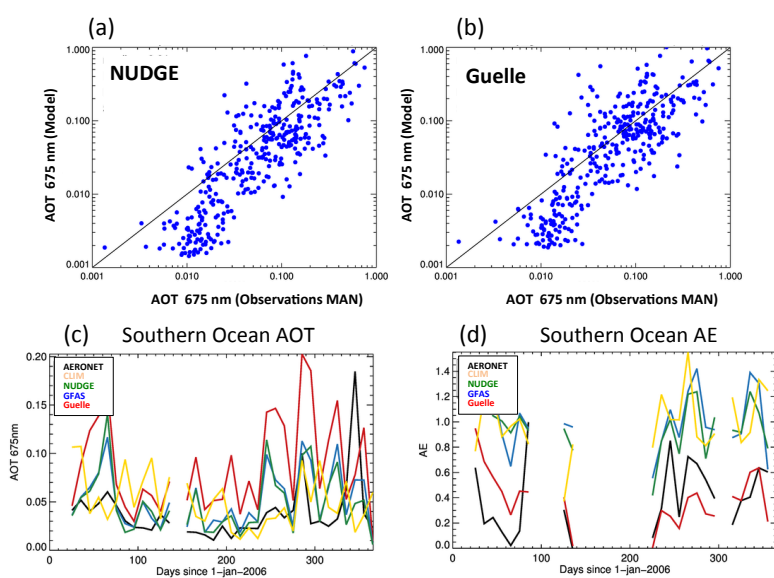 (a)
(b)
NUDGE
Guelle
1.000
0.100
0.010
0.001
AOT 675 nm (Model)
0.001
0.010
0.100
1.000
AOT 675 nm (Observations MAN)
1.000
0.100
0.010
0.001
AOT 675 nm (Model)
0.001
0.010
0.100
1.000
AOT 675 nm (Observations MAN)
(c) Southern Ocean AOT
AERONET
CLIM
NUDGE
GFAS
Guelle
0.20
0.15
0.10
0.05
0.00
AOT 675nm
0
100
200
300
Days since 1-jan-2006
(d) Southern Ocean AE
AERONET
CLIM
NUDGE
GFAS
Guelle
1.4
1.2
1.0
0.8
0.6
0.4
0.2
0.0
AE
0
100
200
300
Days since 1-jan-2006